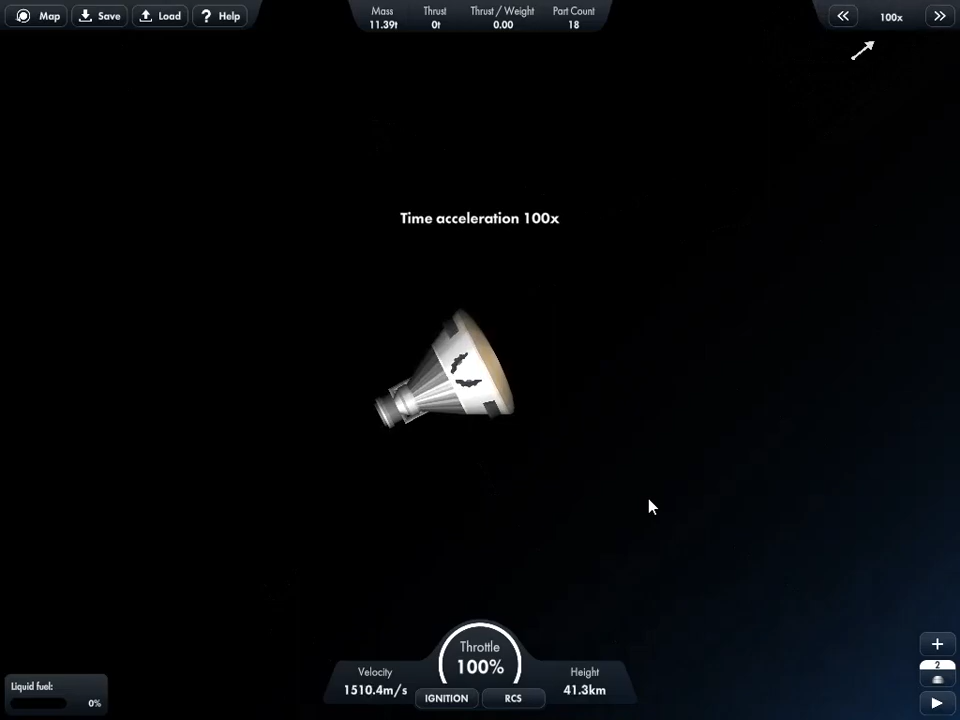 Map Save Load Help
Mass Thrust Thrust / Weight Part Count
11.39t 0t 0.00 18
100x
Time acceleration 100x
Throttle
100%
Velocity Height
1510.4m/s 41.3km
IGNITION RCS
Liquid fuel:
0%
2